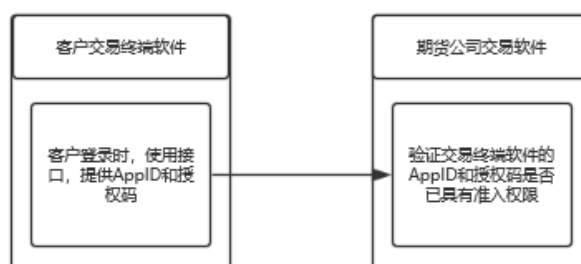 客户交易终端软件
期货公司交易软件
客户登录时，使用接
口，提供AppID和授
权码
验证交易终端软件的
AppID和授权码是否
已具有准入权限